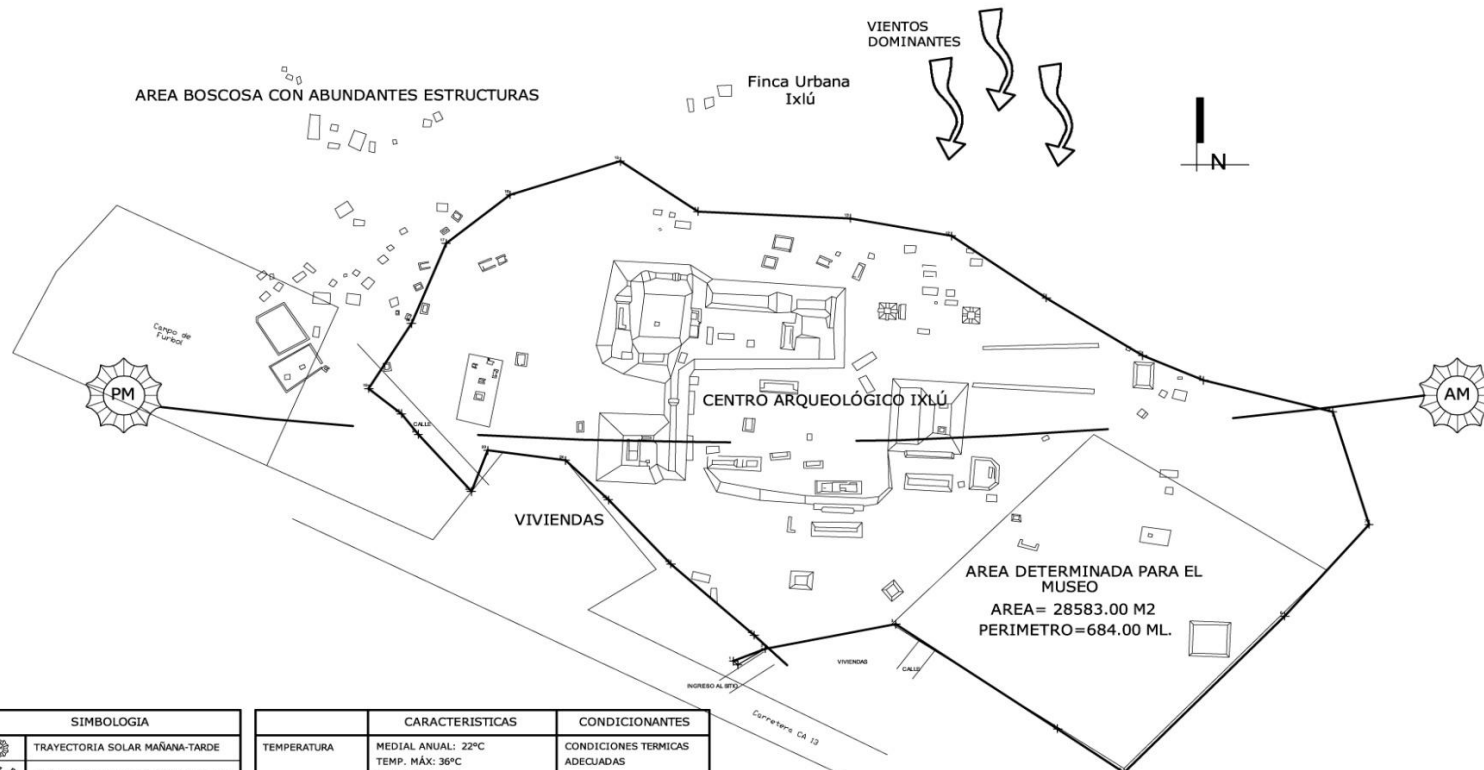 VIENTOS
DOMINANTES
AREA BOSCOSA CON ABUNDANTES ESTRUCTURAS
Finca Urbana
Ixlú
N
Campo de
Futbol
PM
AM
CENTRO ARQUEOLÓGICO IXLÚ
CALLE
VIVIENDAS
AREA DETERMINADA PARA EL
MUSEO
AREA= 28583.00 M2
PERIMETRO=684.00 ML.
VIVIENDAS
CALLE
INGRESO AL SITIO
Carretera CA 13
SIMBOLOGIA
TRAYECTORIA SOLAR MAÑANA-TARDE
CARACTERISTICAS
CONDICIONANTES
TEMPERATURA
MEDIAL ANUAL: 22°C
TEMP. MÁX: 36°C
CONDICIONES TERMICAS
ADECUADAS